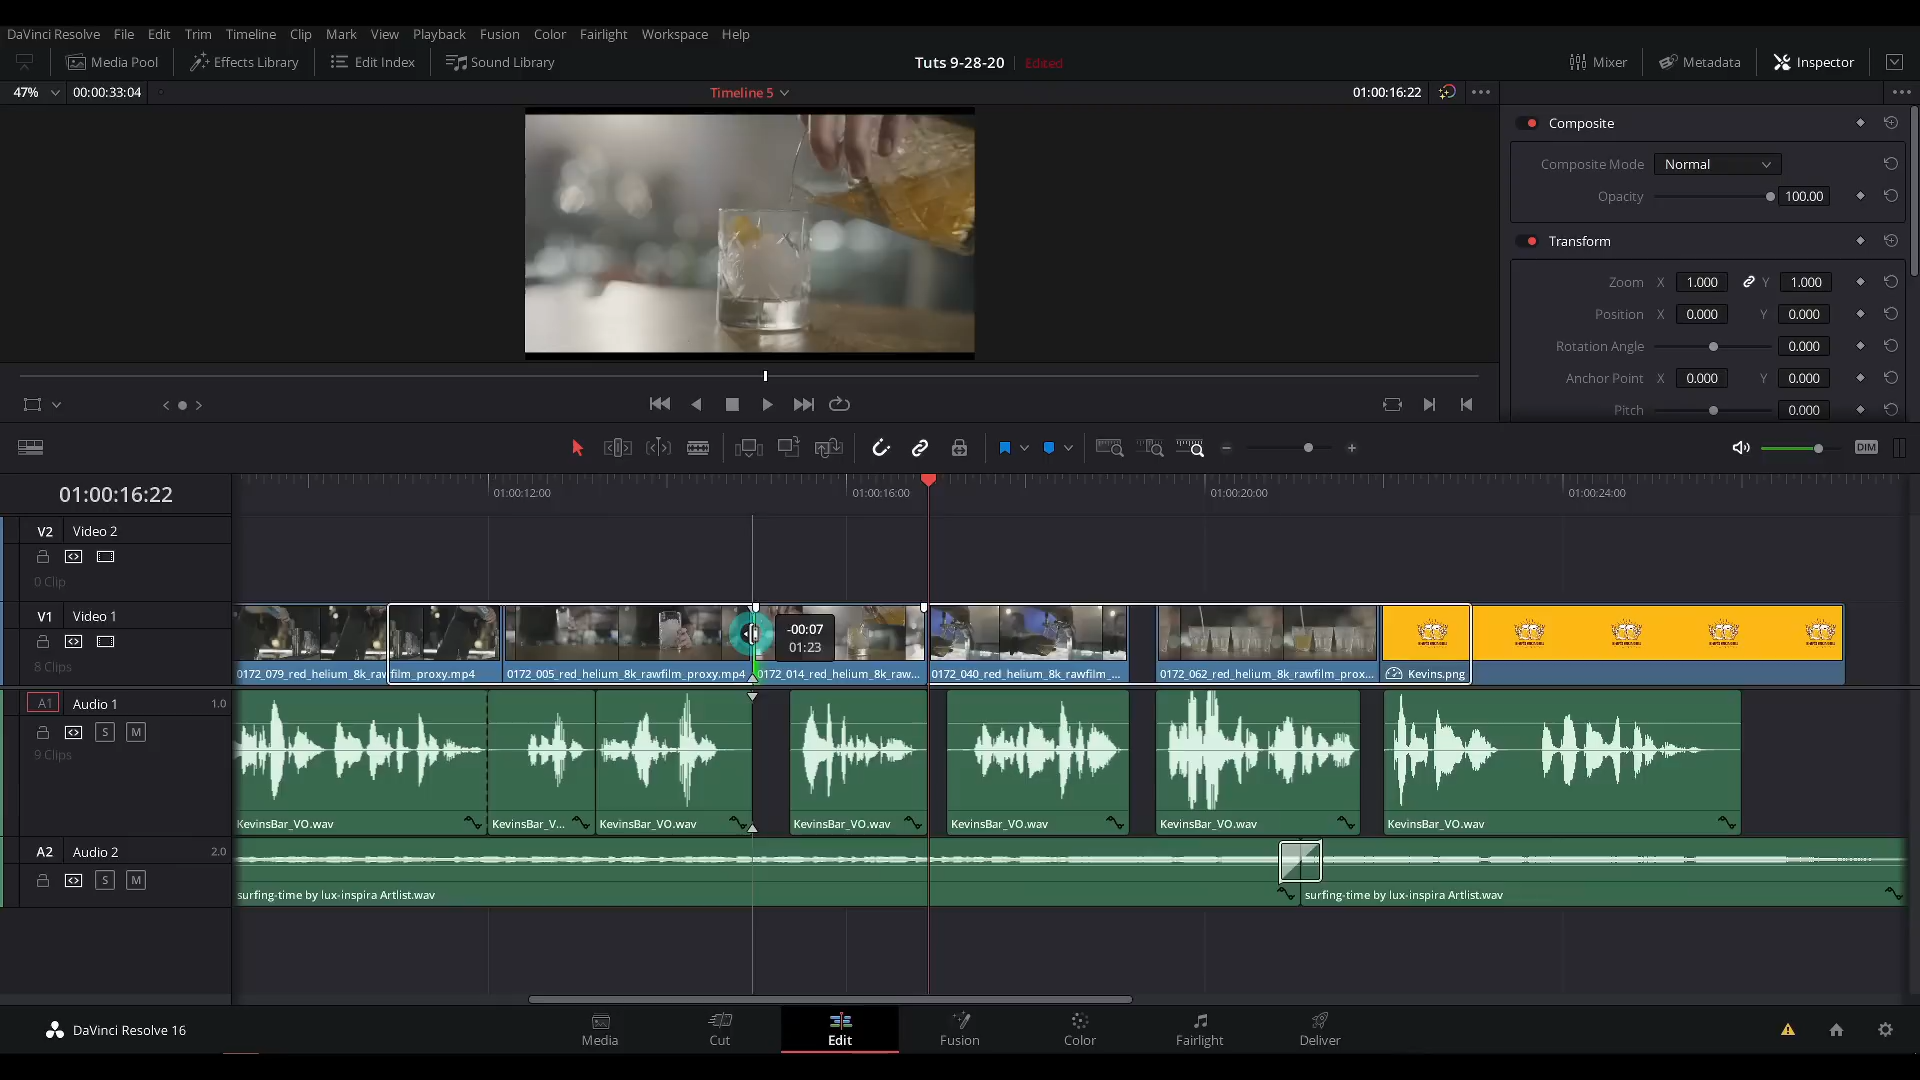 DaVinci Resolve File Edit Trim Timeline Clip Mark View Playback Fusion Color Fairlight Workspace Help
Media Pool Effects Library Edit Index Sound Library Tuts 9-28-20 Edited Mixer Metadata Inspector
47% 00:00:33:04 Timeline 5 01:00:16:22
Composite
Composite Mode Normal
Opacity 100.00
Transform
Zoom X 1.000 Y 1.000
Position X 0.000 Y 0.000
Rotation Angle 0.000
Anchor Point X 0.000 Y 0.000
Pitch 0.000
DIM
01:00:16:22
01:00:12:00 01:00:16:00 01:00:20:00 01:00:24:00
V2 Video 2
0 Clip
V1 Video 1
8 Clips
-00:07
01:23
0172_079_red_helium_8k_raw film_proxy.mp4 0172_005_red_helium_8k_rawfilm_proxy.mp4 0172_014_red_helium_8k_raw... 0172_040_red_helium_8k_rawfilm_... 0172_062_red_helium_8k_rawfilm_prox... Kevins.png
A1 Audio 1 1.0
S M
9 Clips
KevinsBar_VO.wav KevinsBar_V... KevinsBar_VO.wav KevinsBar_VO.wav KevinsBar_VO.wav KevinsBar_VO.wav KevinsBar_VO.wav
A2 Audio 2 2.0
S M
surfing-time by lux-inspira Artlist.wav surfing-time by lux-inspira Artlist.wav
DaVinci Resolve 16 Media Cut Edit Fusion Color Fairlight Deliver